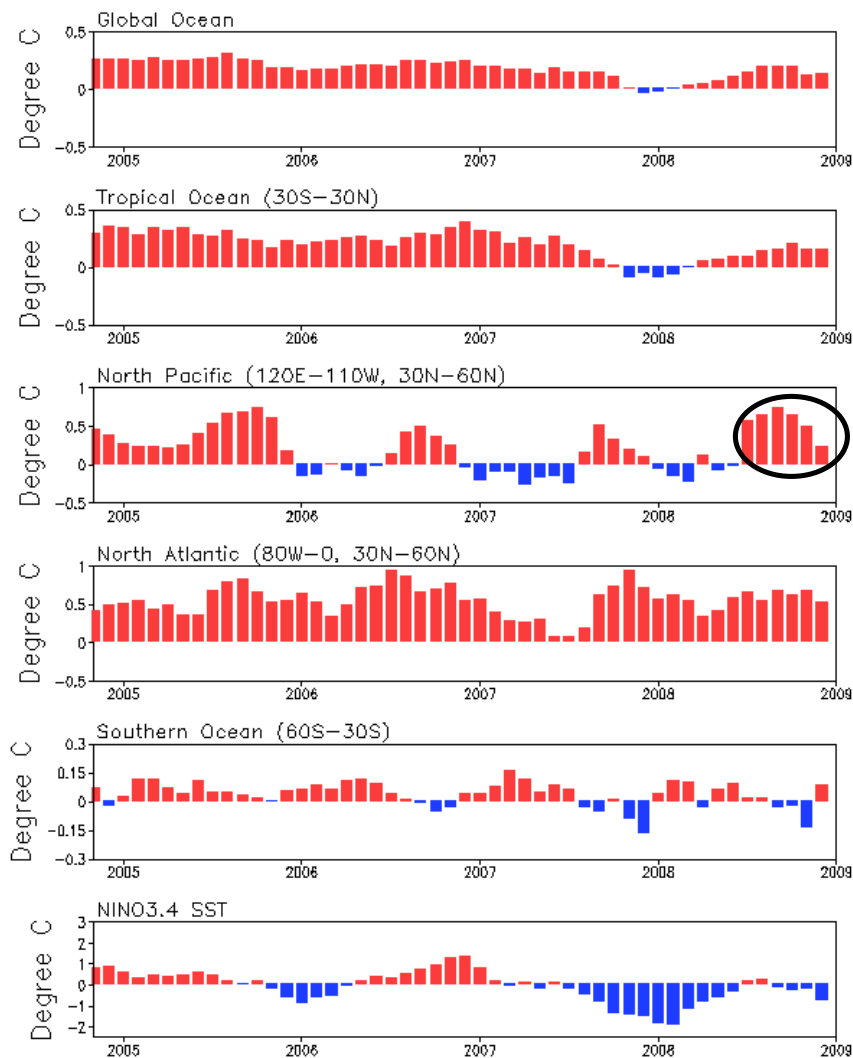 Global Ocean
Degree C
0.5
0
-0.5
2005 2006 2007 2008 2009
Tropical Ocean (30S-30N)
Degree C
0.5
0
-0.5
2005 2006 2007 2008 2009
North Pacific (120E-110W, 30N-60N)
Degree C
1
0.5
0
-0.5
2005 2006 2007 2008 2009
North Atlantic (80W-0, 30N-60N)
Degree C
1
0.5
0
-0.5
2005 2006 2007 2008 2009
Southern Ocean (60S-30S)
Degree C
0.3
0.15
0
-0.15
-0.3
2005 2006 2007 2008 2009
NINO3.4 SST
Degree C
3
2
1
0
-1
-2
2005 2006 2007 2008 2009